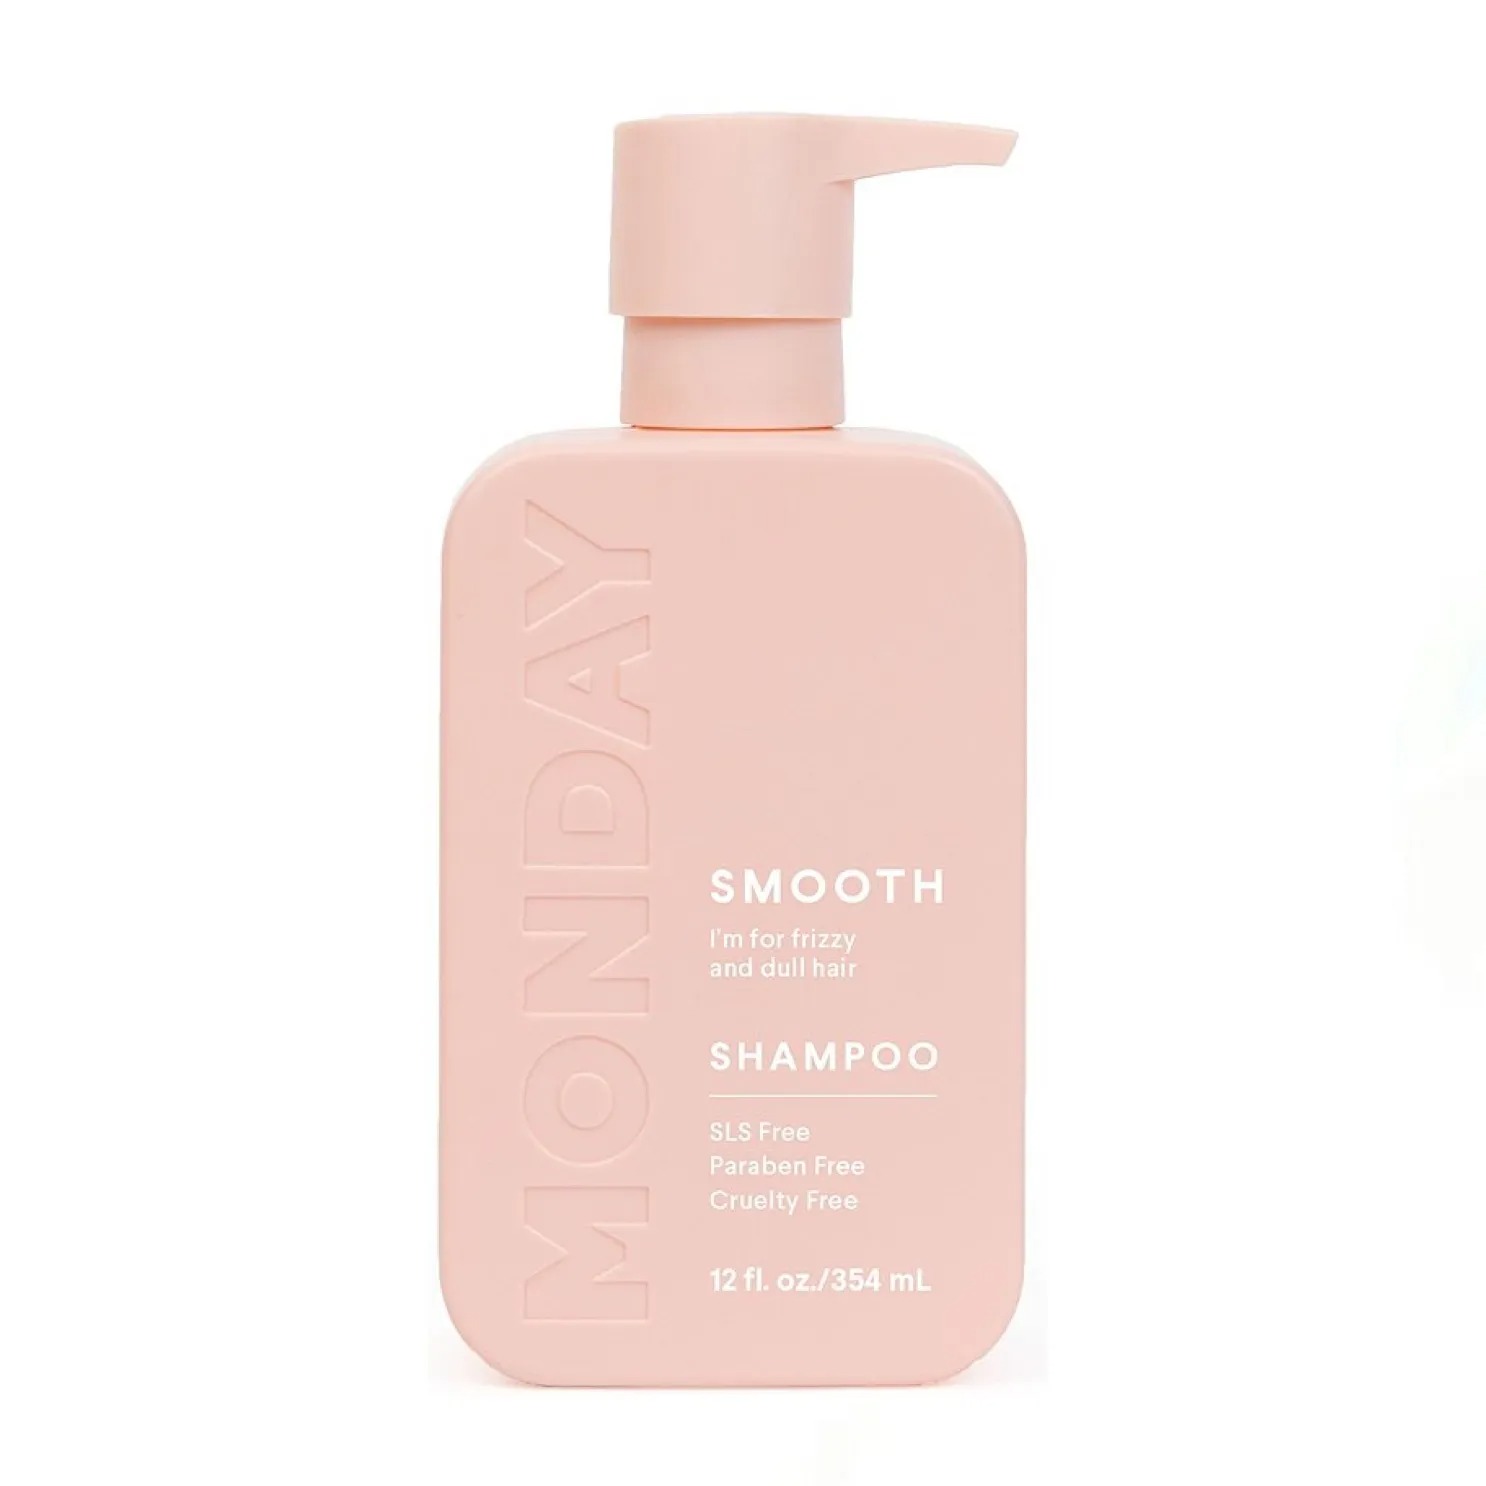 MONDAY
SMOOTH
I'm for frizzy
and dull hair
SHAMPOO
SLS Free
Paraben Free
Cruelty Free
12 fl. oz./354 mL